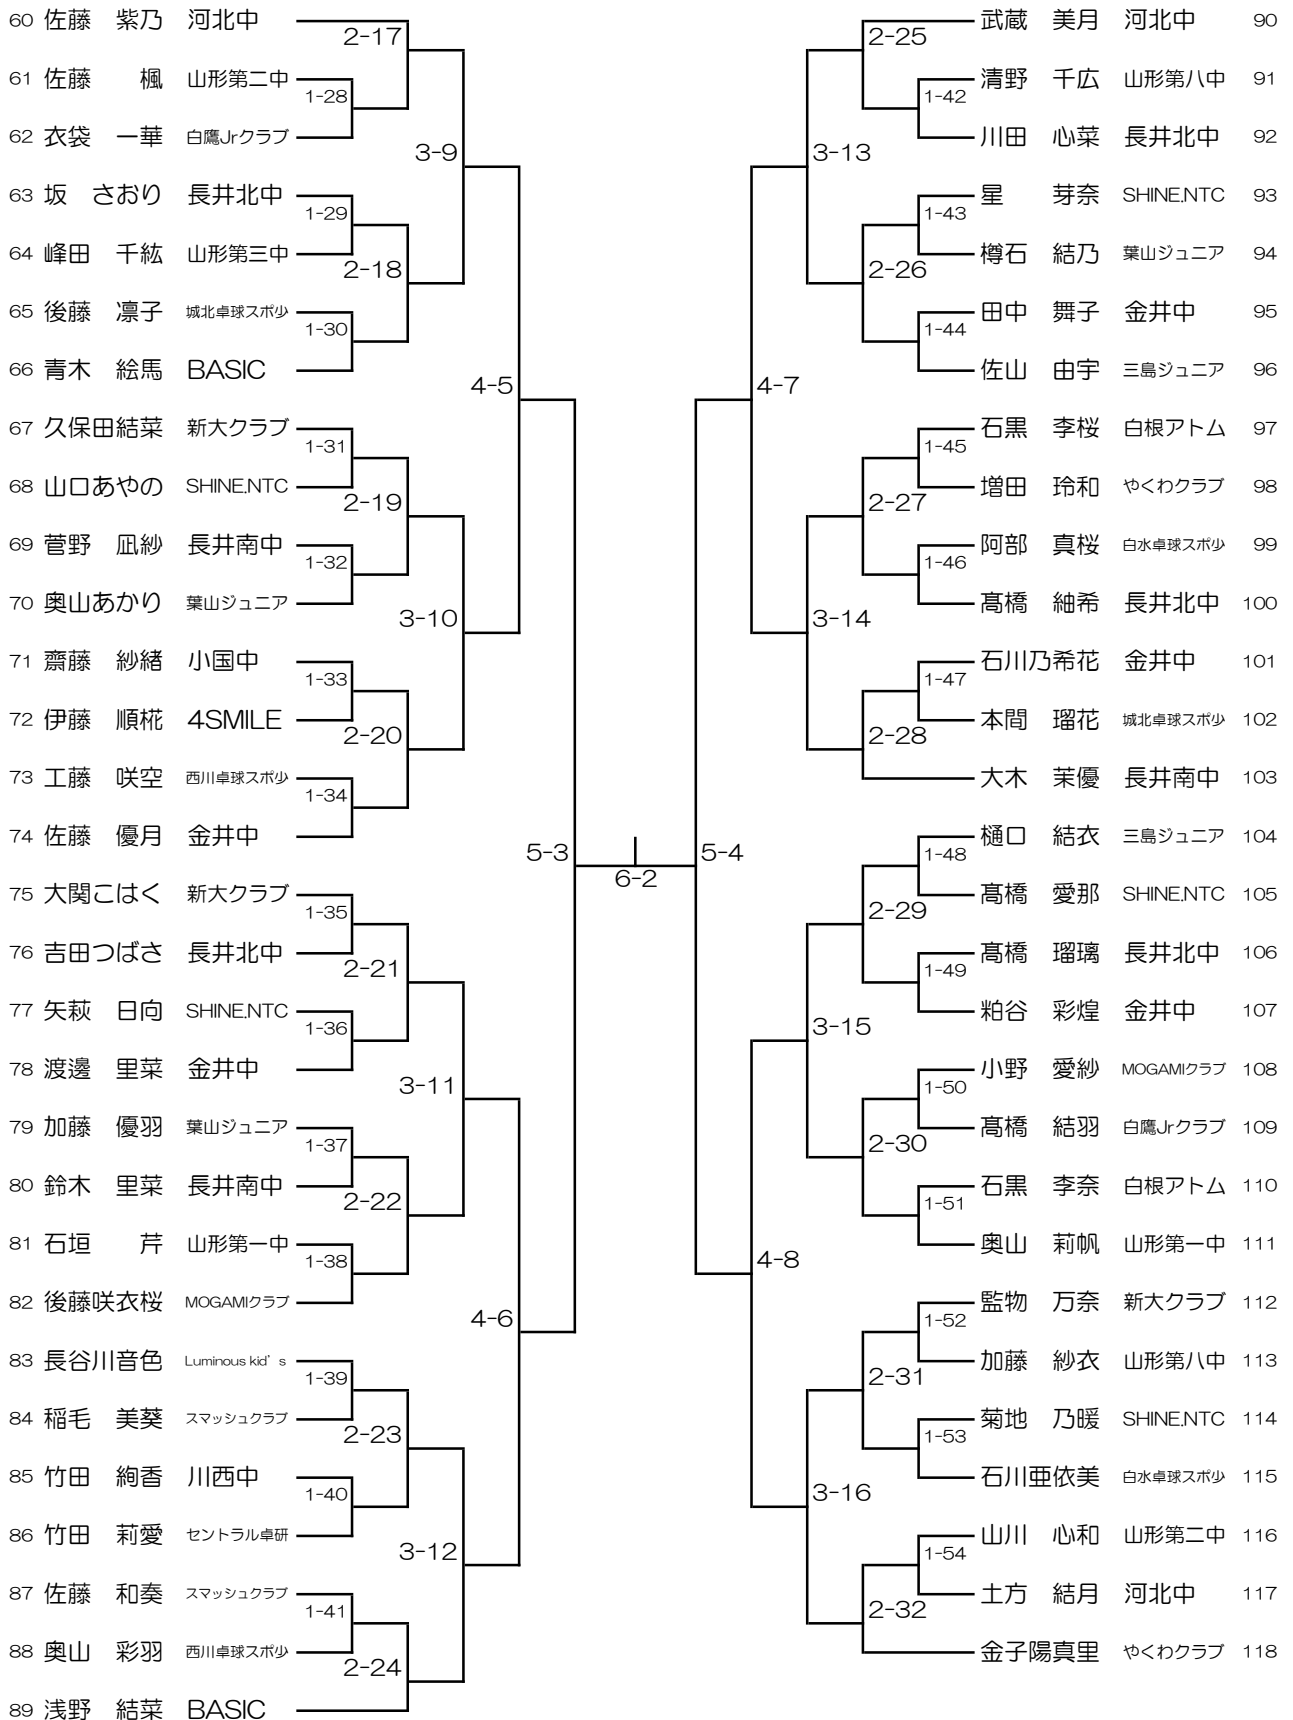 60 佐藤　紫乃 河北中
2-17
61 佐藤　　楓 山形第二中
1-28
62 衣袋　一華 白鷹Jrクラブ
3-9
63 坂　さおり 長井北中
1-29
64 峰田　千紘 山形第三中
2-18
65 後藤　凛子 城北卓球スポ少
1-30
66 青木　絵馬 BASIC
4-5
67 久保田結菜 新大クラブ
1-31
68 山口あやの SHINE.NTC
2-19
69 菅野　凪紗 長井南中
1-32
70 奥山あかり 葉山ジュニア
3-10
71 齋藤　紗緒 小国中
1-33
72 伊藤　順椛 4SMILE
2-20
73 工藤　咲空 西川卓球スポ少
1-34
74 佐藤　優月 金井中
5-3
75 大関こはく 新大クラブ
1-35
76 吉田つばさ 長井北中
2-21
77 矢萩　日向 SHINE.NTC
1-36
78 渡邉　里菜 金井中
3-11
79 加藤　優羽 葉山ジュニア
1-37
80 鈴木　里菜 長井南中
2-22
81 石垣　　芹 山形第一中
1-38
82 後藤咲衣桜 MOGAMIクラブ
4-6
83 長谷川音色 Luminous kid’s
1-39
84 稲毛　美葵 スマッシュクラブ
2-23
85 竹田　絢香 川西中
1-40
86 竹田　莉愛 セントラル卓研
3-12
87 佐藤　和奏 スマッシュクラブ
1-41
88 奥山　彩羽 西川卓球スポ少
2-24
89 浅野　結菜 BASIC
6-2
武蔵　美月 河北中 90
2-25
清野　千広 山形第八中 91
1-42
川田　心菜 長井北中 92
3-13
星　　芽奈 SHINE.NTC 93
1-43
樽石　結乃 葉山ジュニア 94
2-26
田中　舞子 金井中 95
1-44
佐山　由宇 三島ジュニア 96
4-7
石黒　李桜 白根アトム 97
1-45
増田　玲和 やくわクラブ 98
2-27
阿部　真桜 白水卓球スポ少 99
1-46
髙橋　紬希 長井北中 100
3-14
石川乃希花 金井中 101
1-47
本間　瑠花 城北卓球スポ少 102
2-28
大木　茉優 長井南中 103
樋口　結衣 三島ジュニア 104
5-4
1-48
髙橋　愛那 SHINE.NTC 105
2-29
髙橋　瑠璃 長井北中 106
1-49
粕谷　彩煌 金井中 107
3-15
小野　愛紗 MOGAMIクラブ 108
1-50
髙橋　結羽 白鷹Jrクラブ 109
2-30
石黒　李奈 白根アトム 110
1-51
奥山　莉帆 山形第一中 111
4-8
監物　万奈 新大クラブ 112
1-52
加藤　紗衣 山形第八中 113
2-31
菊地　乃暖 SHINE.NTC 114
1-53
石川亜依美 白水卓球スポ少 115
3-16
山川　心和 山形第二中 116
1-54
土方　結月 河北中 117
2-32
金子陽真里 やくわクラブ 118